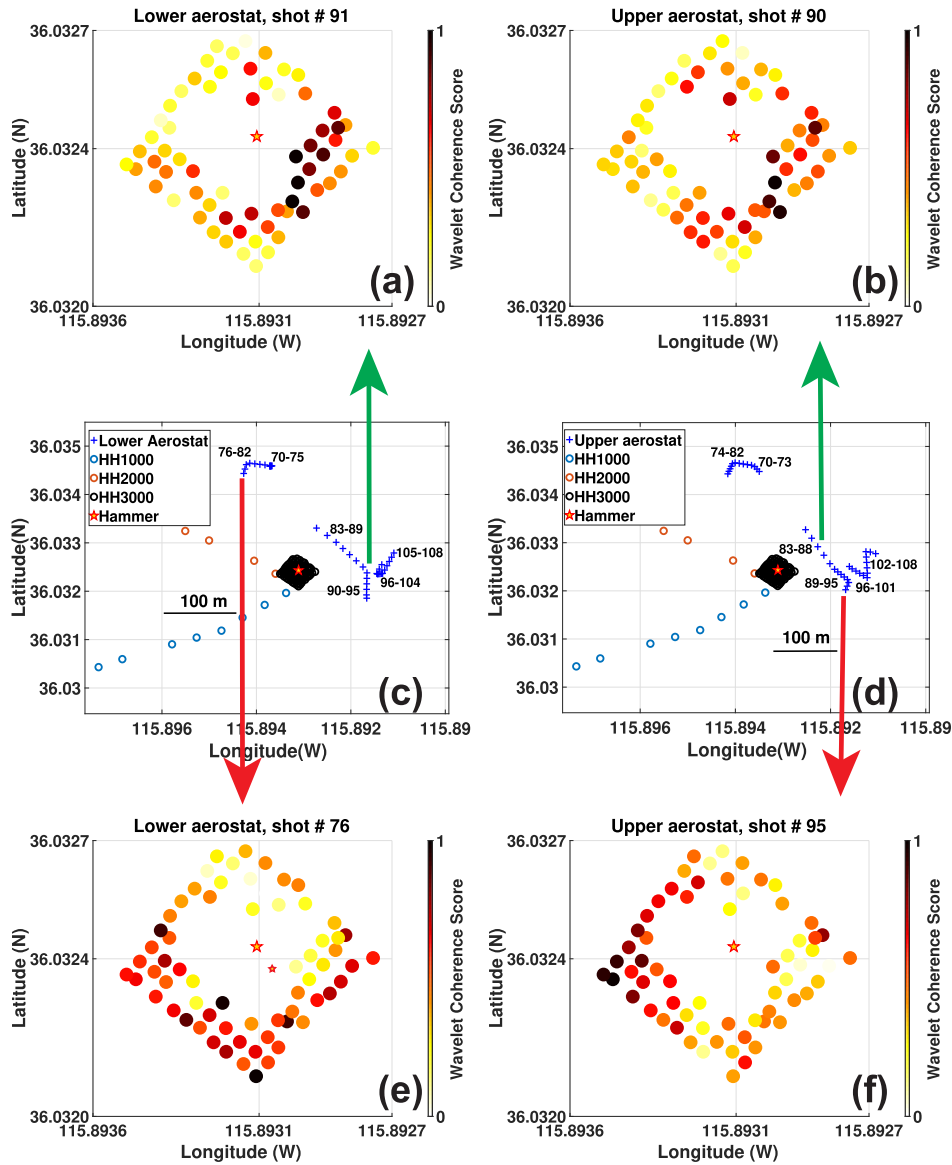 Lower aerostat, shot # 91
36.0327
36.0324
36.0320
Latitude (N)
115.8936
115.8931
115.8927
Longitude (W)
1
0
Wavelet Coherence Score
(a)
Upper aerostat, shot # 90
36.0327
36.0324
36.0320
Latitude (N)
115.8936
115.8931
115.8927
Longitude (W)
1
0
Wavelet Coherence Score
(b)
36.035
36.034
36.033
36.032
36.031
36.03
Lower Aerostat
HH1000
HH2000
HH3000
Hammer
76-82
70-75
83-89
105-108
90-95
96-104
100 m
(c)
115.896
115.894
115.892
115.89
Longitude(W)
36.035
36.034
36.033
36.032
36.031
36.03
Upper aerostat
HH1000
HH2000
HH3000
Hammer
74-82
70-73
83-88
102-108
89-95
96-101
100 m
(d)
115.896
115.894
115.892
115.89
Longitude(W)
Lower aerostat, shot # 76
36.0327
36.0324
36.0320
Latitude (N)
115.8936
115.8931
115.8927
Longitude (W)
1
0
Wavelet Coherence Score
(e)
Upper aerostat, shot # 95
36.0327
36.0324
36.0320
Latitude (N)
115.8936
115.8931
115.8927
Longitude (W)
1
0
Wavelet Coherence Score
(f)